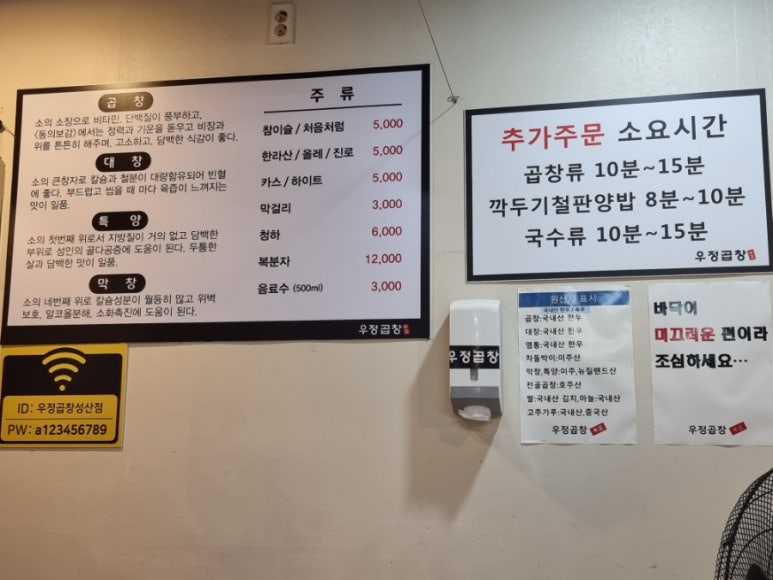 곱 창
소의 소장으로 비타민, 단백질이 풍부하고,
<동의보감>에서는 정력과 기운을 돋우고 비장과
위를 튼튼히 해주며, 고소하고, 담백한 식감이 좋다.
대 창
소의 큰창자로 칼슘과 철분이 대량함유되어 빈혈
에 좋다. 부드럽고 씹을 때 마다 육즙이 느껴지는
맛이 일품.
특 양
소의 첫번째 위로서 지방질이 거의 없고 담백한
부위로 성인의 골다공증에 도움이 된다. 두툼한
살과 담백한 맛이 일품.
막 창
소의 네번째 위로 칼슘성분이 월등히 많고 위벽
보호, 알코올분해, 소화촉진에 도움이 된다.
주 류
참이슬 / 처음처럼 5,000
한라산 / 올레 / 진로 5,000
카스 / 하이트 5,000
막걸리 3,000
청하 6,000
복분자 12,000
음료수 (500ml) 3,000
우정곱창
추가주문 소요시간
곱창류 10분~15분
깍두기철판양밥 8분~10분
국수류 10분~15분
우정곱창
ID: 우정곱창성산점
PW: a123456789
우정곱창
원산지 표시
국내산 한우 / 육우
곱창:국내산 한우
대창:국내산 한우
염통:국내산 한우
차돌박이:미주산
막창,특양:미주,뉴질랜드산
전골곱창:호주산
쌀:국내산 김치,마늘:국내산
고추가루:국내산,중국산
우정곱창
바닥이
미끄러운 편이라
조심하세요...
우정곱창